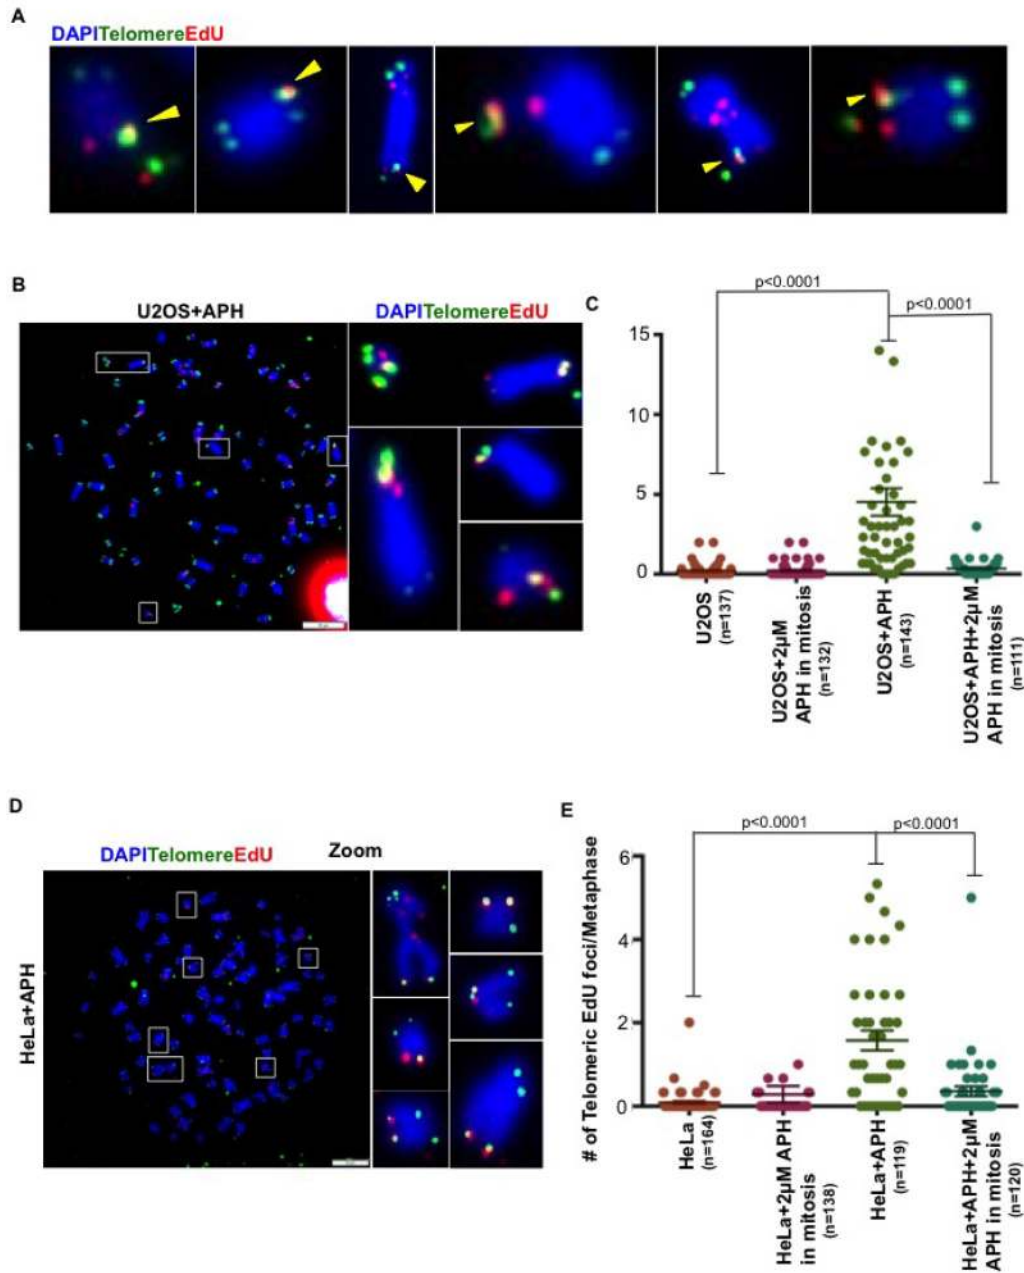 A
DAPITelomereEdU
B
U2OS+APH
DAPITelomereEdU
C
p<0.0001
p<0.0001
15
10
5
0
U2OS
(n=137)
U2OS+2µM
APH in mitosis
(n=132)
U2OS+APH
(n=143)
U2OS+APH+2µM
APH in mitosis
(n=111)
D
DAPITelomereEdU
Zoom
HeLa+APH
E
# of Telomeric EdU foci/Metaphase
p<0.0001
p<0.0001
6
4
2
0
HeLa
(n=164)
HeLa+2µM APH
in mitosis
(n=138)
HeLa+APH
(n=119)
HeLa+APH+2µM
APH in mitosis
(n=120)